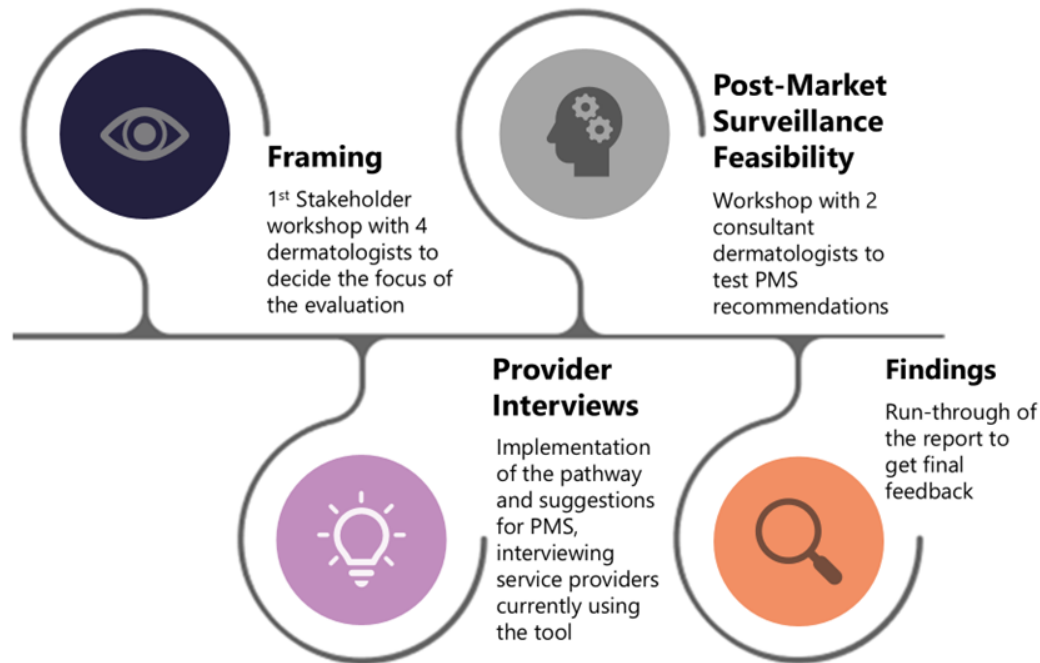 Framing
1st Stakeholder
workshop with 4
dermatologists to
decide the focus of
the evaluation
Provider
Interviews
Implementation
of the pathway
and suggestions
for PMS,
interviewing
service providers
currently using
the tool
Post-Market
Surveillance
Feasibility
Workshop with 2
consultant
dermatologists to
test PMS
recommendations
Findings
Run-through of
the report to
get final
feedback